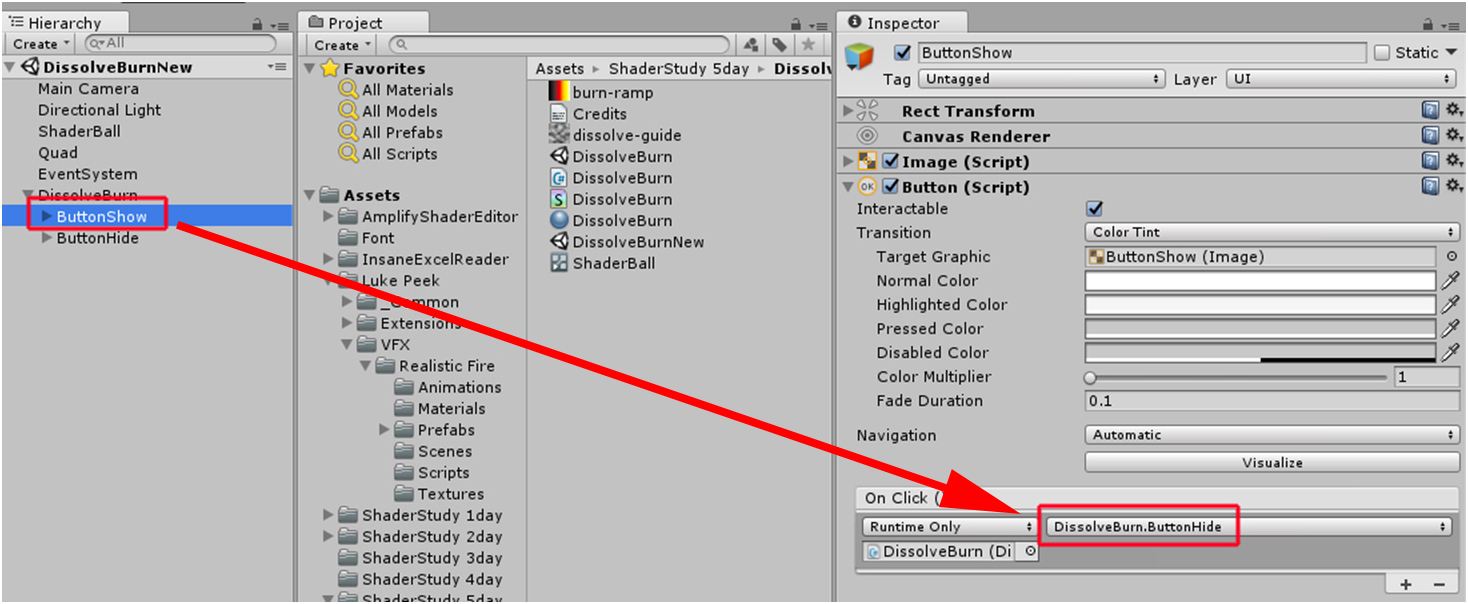 Hierarchy
Create
All
DissolveBurnNew
Main Camera
Directional Light
ShaderBall
Quad
EventSystem
DissolveBurn
ButtonShow
ButtonHide
Project
Create
Favorites
All Materials
All Models
All Prefabs
All Scripts
Assets
AmplifyShaderEditor
Font
InsaneExcelReader
Luke Peek
_Common
Extensions
VFX
Realistic Fire
Animations
Materials
Prefabs
Scenes
Scripts
Textures
ShaderStudy 1day
ShaderStudy 2day
ShaderStudy 3day
ShaderStudy 4day
ShaderStudy 5day
Assets ▸ ShaderStudy 5day ▸ Dissolv
burn-ramp
Credits
dissolve-guide
DissolveBurn
DissolveBurn
DissolveBurn
DissolveBurn
DissolveBurnNew
ShaderBall
Inspector
ButtonShow Static
Tag Untagged Layer UI
Rect Transform
Canvas Renderer
Image (Script)
OK Button (Script)
Interactable
Transition Color Tint
Target Graphic ButtonShow (Image)
Normal Color
Highlighted Color
Pressed Color
Disabled Color
Color Multiplier 1
Fade Duration 0.1
Navigation Automatic
Visualize
On Click (
Runtime Only DissolveBurn.ButtonHide
DissolveBurn (Di